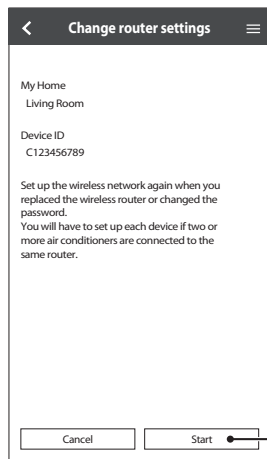 Change router settings
My Home
Living Room
Device ID
C123456789
Set up the wireless network again when you
replaced the wireless router or changed the
password.
You will have to set up each device if two or
more air conditioners are connected to the
same router.
Cancel
Start